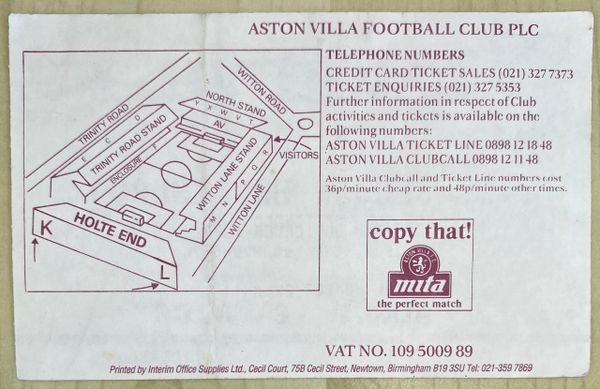 ASTON VILLA FOOTBALL CLUB PLC
TELEPHONE NUMBERS
CREDIT CARD TICKET SALES (021) 327 7373
TICKET ENQUIRIES (021) 327 5353
Further information in respect of Club
activities and tickets is available on the
following numbers:
ASTON VILLA TICKET LINE 0898 12 18 48
ASTON VILLA CLUBCALL 0898 12 11 48
Aston Villa Clubcall and Ticket Line numbers cost
36p/minute cheap rate and 48p/minute other times.
TRINITY ROAD
TRINITY ROAD
E C D
TRINITY ROAD STAND
ENCLOSURE F
NORTH STAND
Y X W V T
AV
WITTON ROAD
VISITORS
WITTON LANE STAND
M N P Q R
WITTON LANE
HOLTE END
K
L
copy that!
mita
the perfect match
VAT NO. 109 5009 89
Printed by Interim Office Supplies Ltd., Cecil Court, 75B Cecil Street, Newtown, Birmingham B19 3SU Tel: 021-359 7869